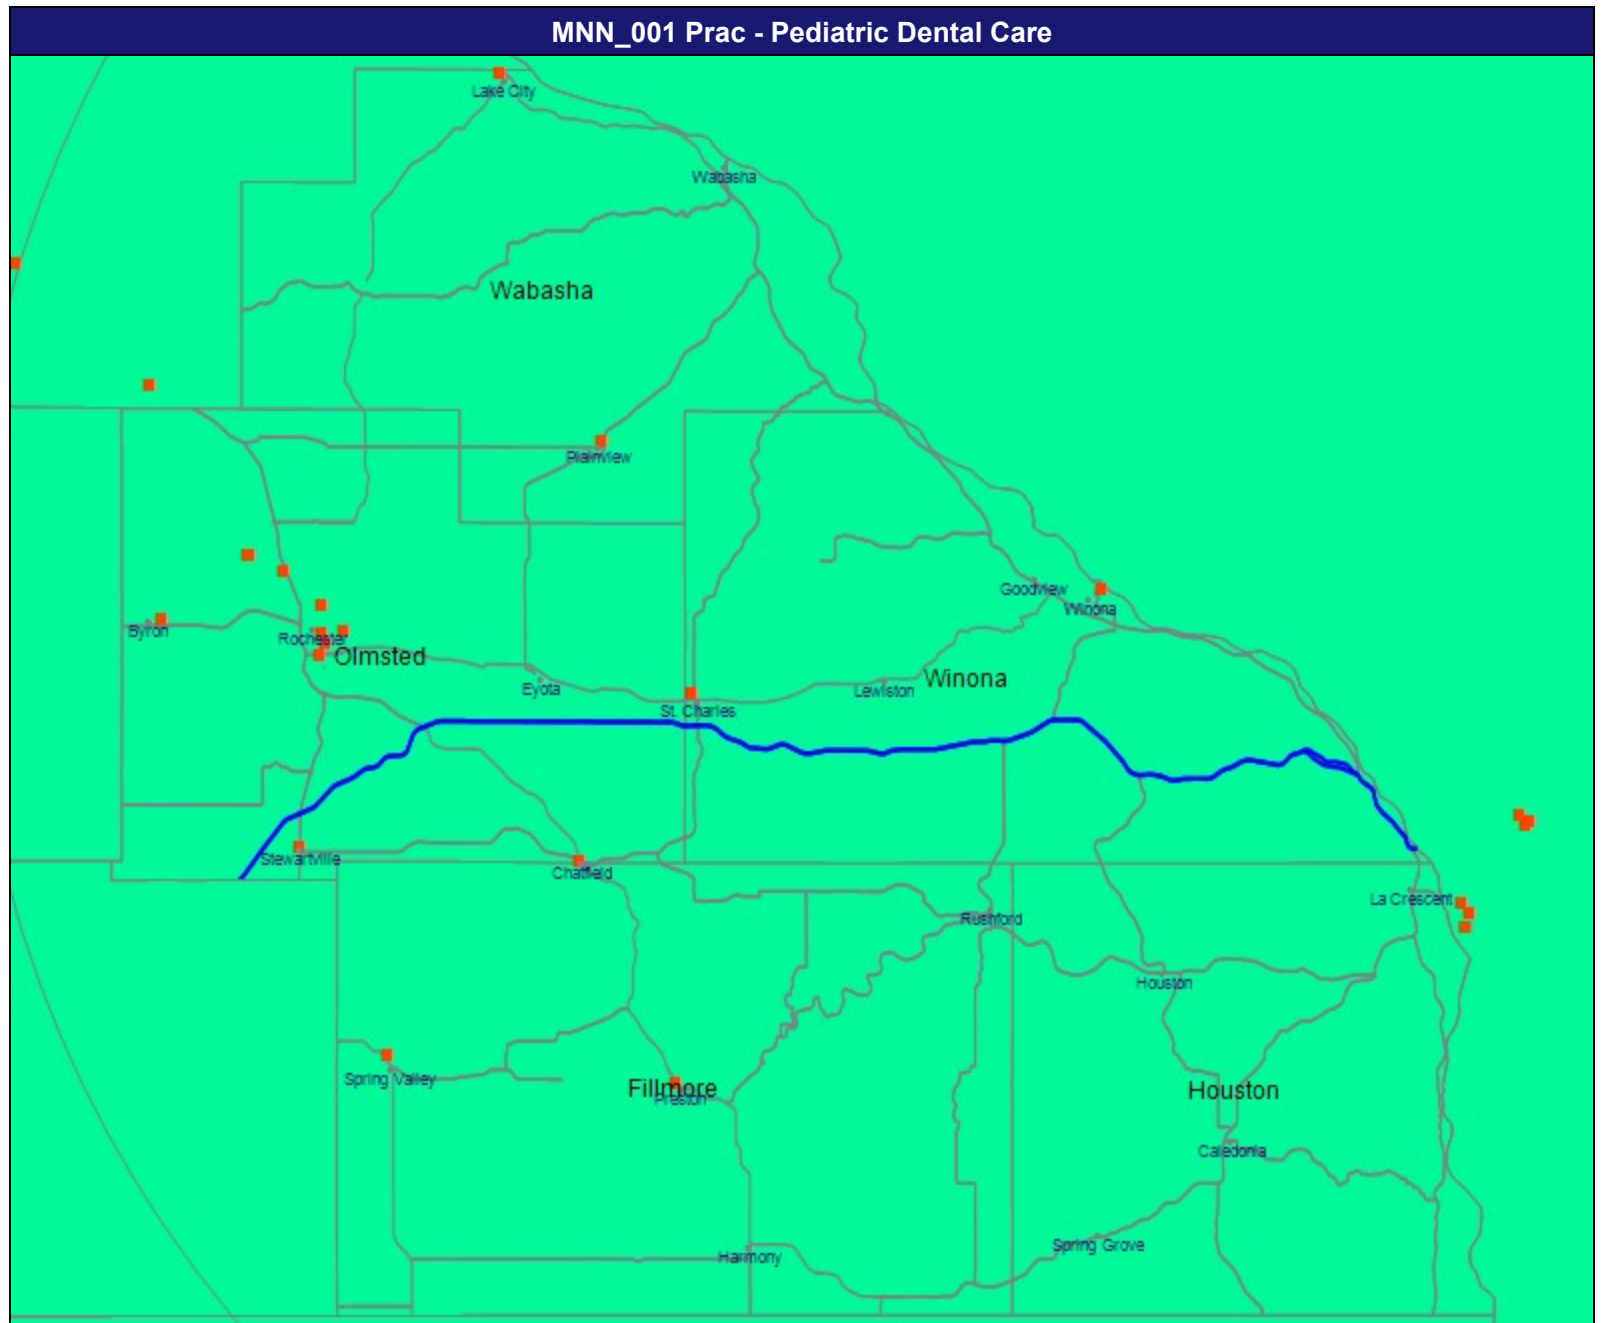 MNN_001 Prac - Pediatric Dental Care
Lake City
Wabasha
Wabasha
Plainview
Goodview
Winona
Byron
Rochester
Olmsted
Eyota
St. Charles
Lewiston
Winona
Stewartville
Chatfield
La Crescent
Rushford
Houston
Spring Valley
Fillmore
Preston
Houston
Caledonia
Harmony
Spring Grove